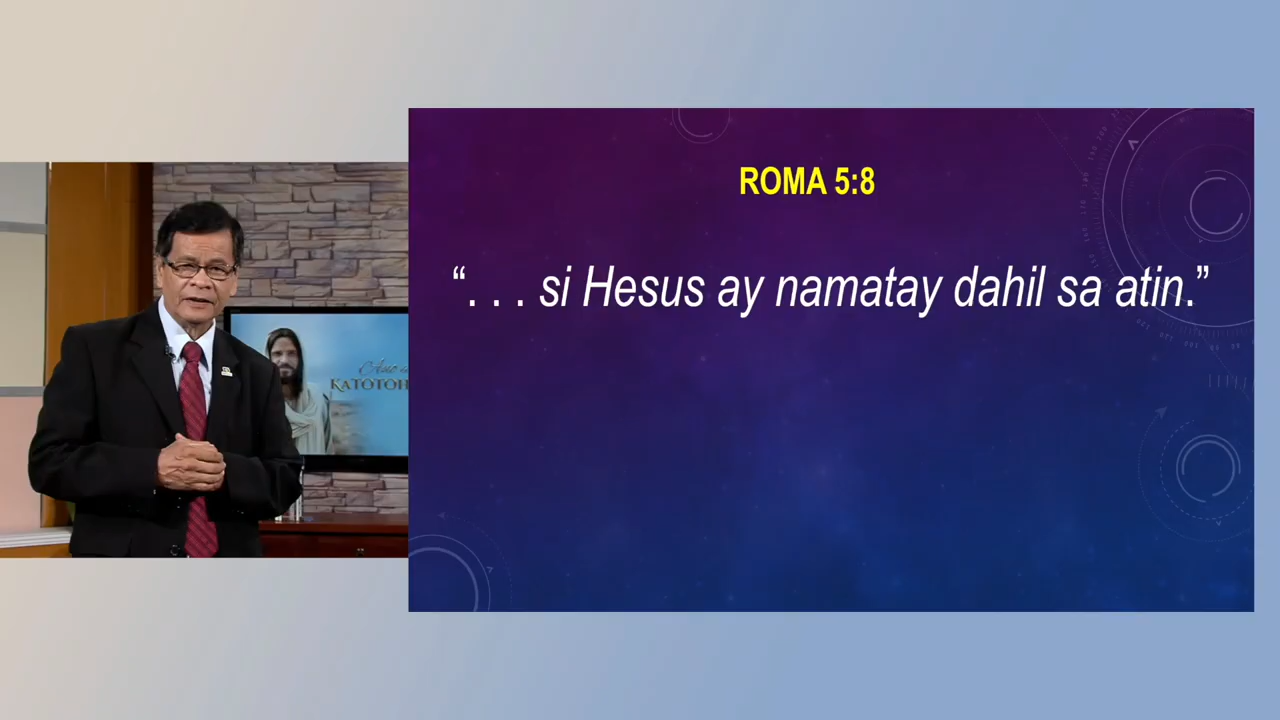 ROMA 5:8
“. . . si Hesus ay namatay dahil sa atin.”